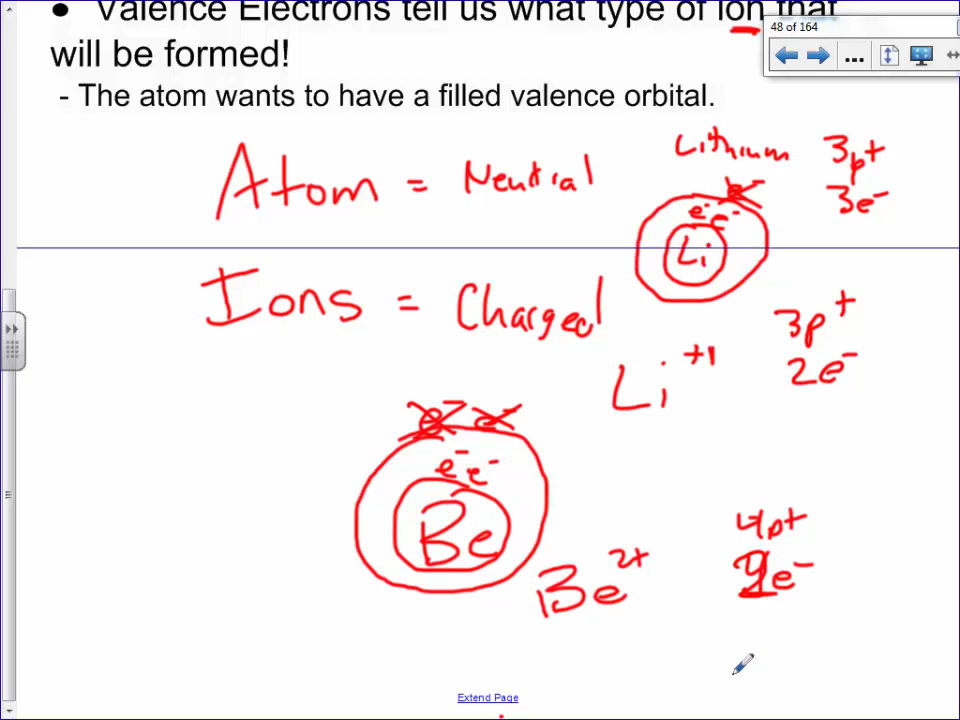 ● Valence Electrons tell us what type of ion that
will be formed!
- The atom wants to have a filled valence orbital.
48 of 164
...
Atom = Neutral
Lithium
3p+
3e-
e-
e- e-
Li
Ions = Charged
3p+
2e-
Li+1
e- e-
e- e-
Be
Be2+
4p+
2e-
Extend Page